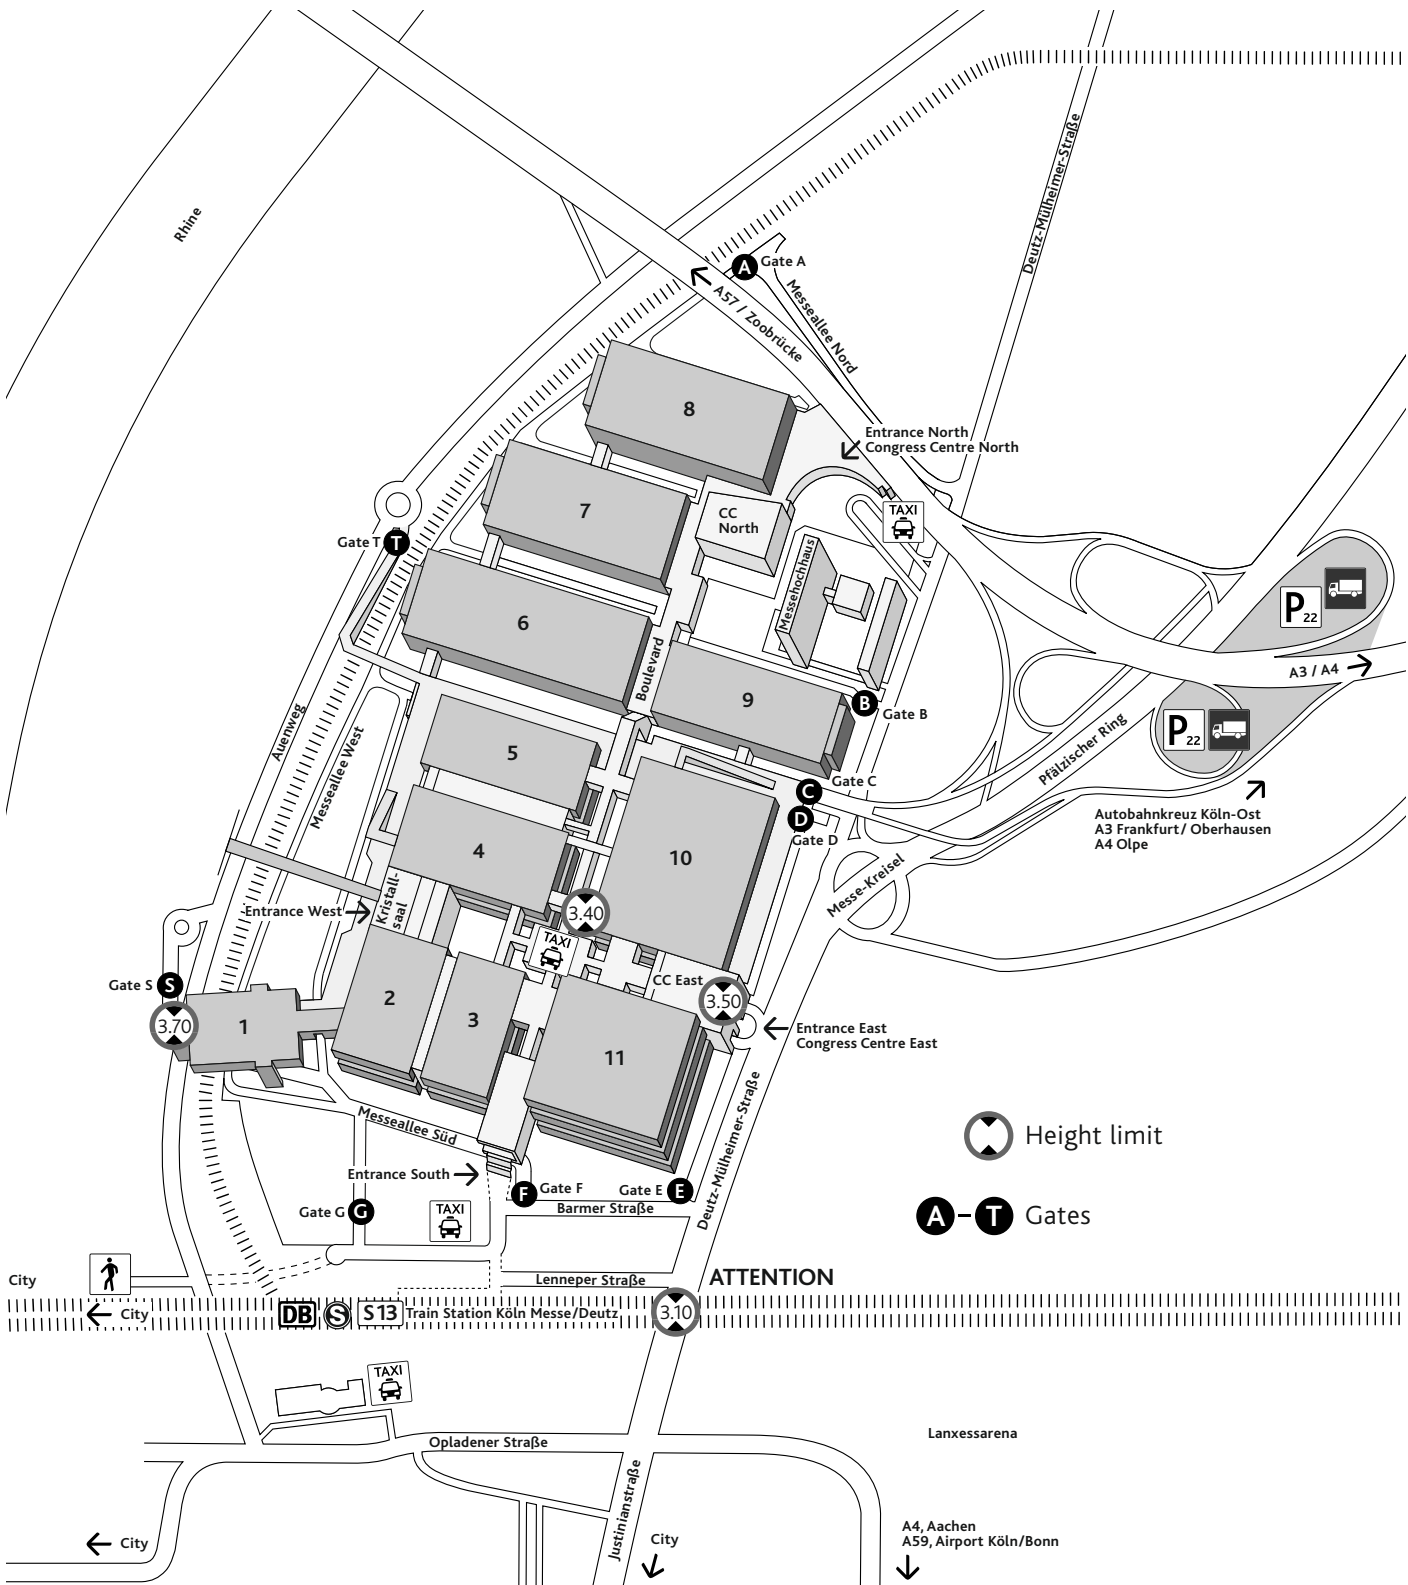 Rhine
Deutz-Mülheimer-Straße
A
Gate A
A57 / Zoobrücke
Messeallee Nord
8
Entrance North
Congress Centre North
7
CC
North
TAXI
Gate T
T
Messehochhaus
P22
6
Boulevard
A3 / A4
9
B
Gate B
P22
Auenweg
Messeallee West
5
Pfälzischer Ring
Gate C
C
D
Gate D
Autobahnkreuz Köln-Ost
A3 Frankfurt / Oberhausen
A4 Olpe
4
10
Messe-Kreisel
Kristall-
saal
Entrance West
3.40
TAXI
Gate S
S
CC East
3.50
2
3
3.70
1
Entrance East
Congress Centre East
11
Messeallee Süd
Deutz-Mülheimer-Straße
Height limit
Entrance South
Gate F
F
Gate E
E
Gate G
G
TAXI
Barmer Straße
A – T
Gates
City
Lenneper Straße
ATTENTION
City
DB
S
S 13
Train Station Köln Messe/Deutz
3.10
TAXI
Opladener Straße
Lanxessarena
Justinianstraße
City
City
A4, Aachen
A59, Airport Köln/Bonn